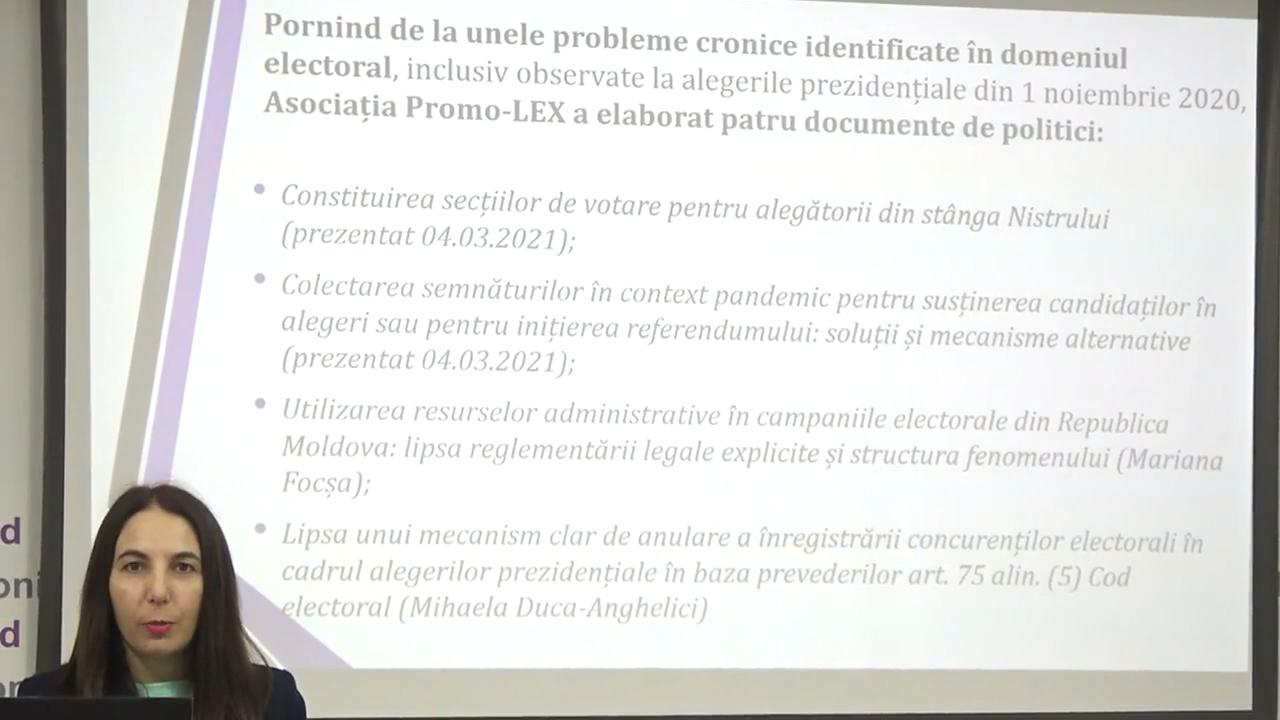 Pornind de la unele probleme cronice identificate în domeniul
electoral, inclusiv observate la alegerile prezidențiale din 1 noiembrie 2020,
Asociația Promo-LEX a elaborat patru documente de politici:
• Constituirea secțiilor de votare pentru alegătorii din stânga Nistrului
(prezentat 04.03.2021);
• Colectarea semnăturilor în context pandemic pentru susținerea candidaților în
alegeri sau pentru inițierea referendumului: soluții și mecanisme alternative
(prezentat 04.03.2021);
• Utilizarea resurselor administrative în campaniile electorale din Republica
Moldova: lipsa reglementării legale explicite și structura fenomenului (Mariana
Focșa);
• Lipsa unui mecanism clar de anulare a înregistrării concurenților electorali în
cadrul alegerilor prezidențiale în baza prevederilor art. 75 alin. (5) Cod
electoral (Mihaela Duca-Anghelici)